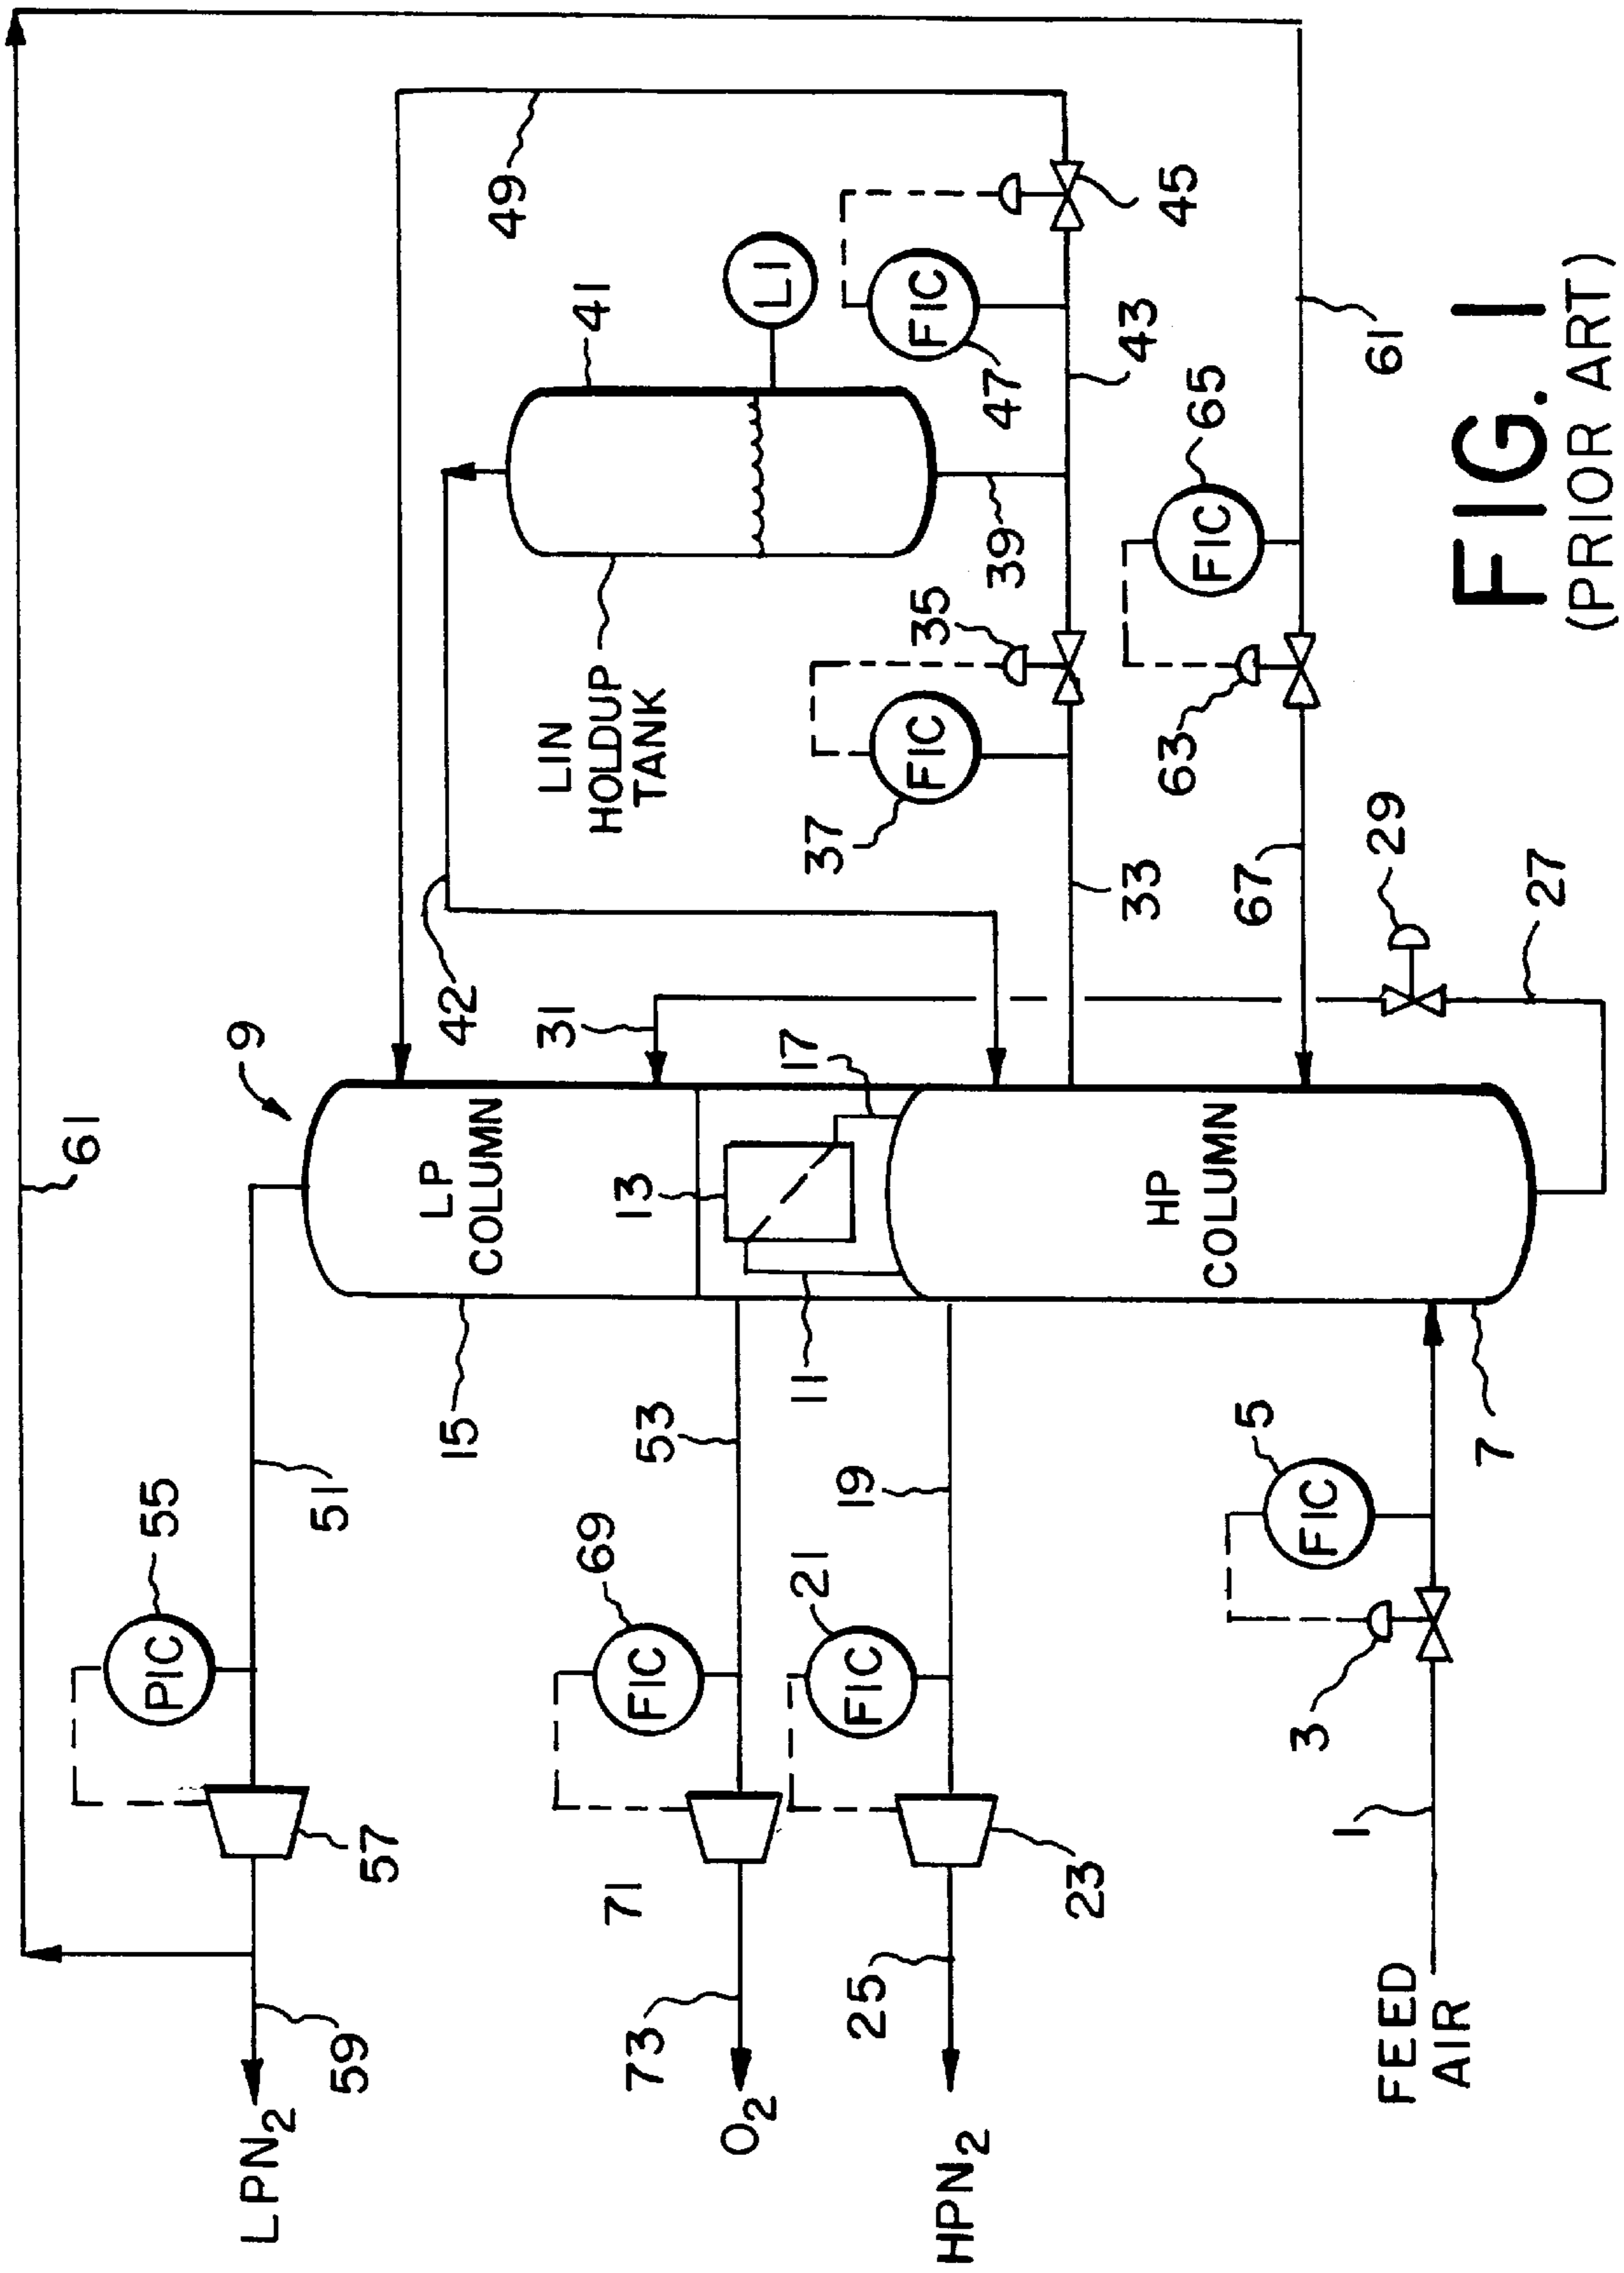 61
9
49
41
LI
42
LIN
HOLDUP
TANK
31
37
FIC
35
39
FIC
47
45
43
33
FIC
65
63
67
61
29
27
55
PIC
51
57
59
LPN2
15
LP
COLUMN
13
17
11
HP
COLUMN
69
FIC
53
71
73
O2
21
FIC
19
23
25
HPN2
5
FIC
3
1
7
FEED
AIR
FIG. 1
(PRIOR ART)